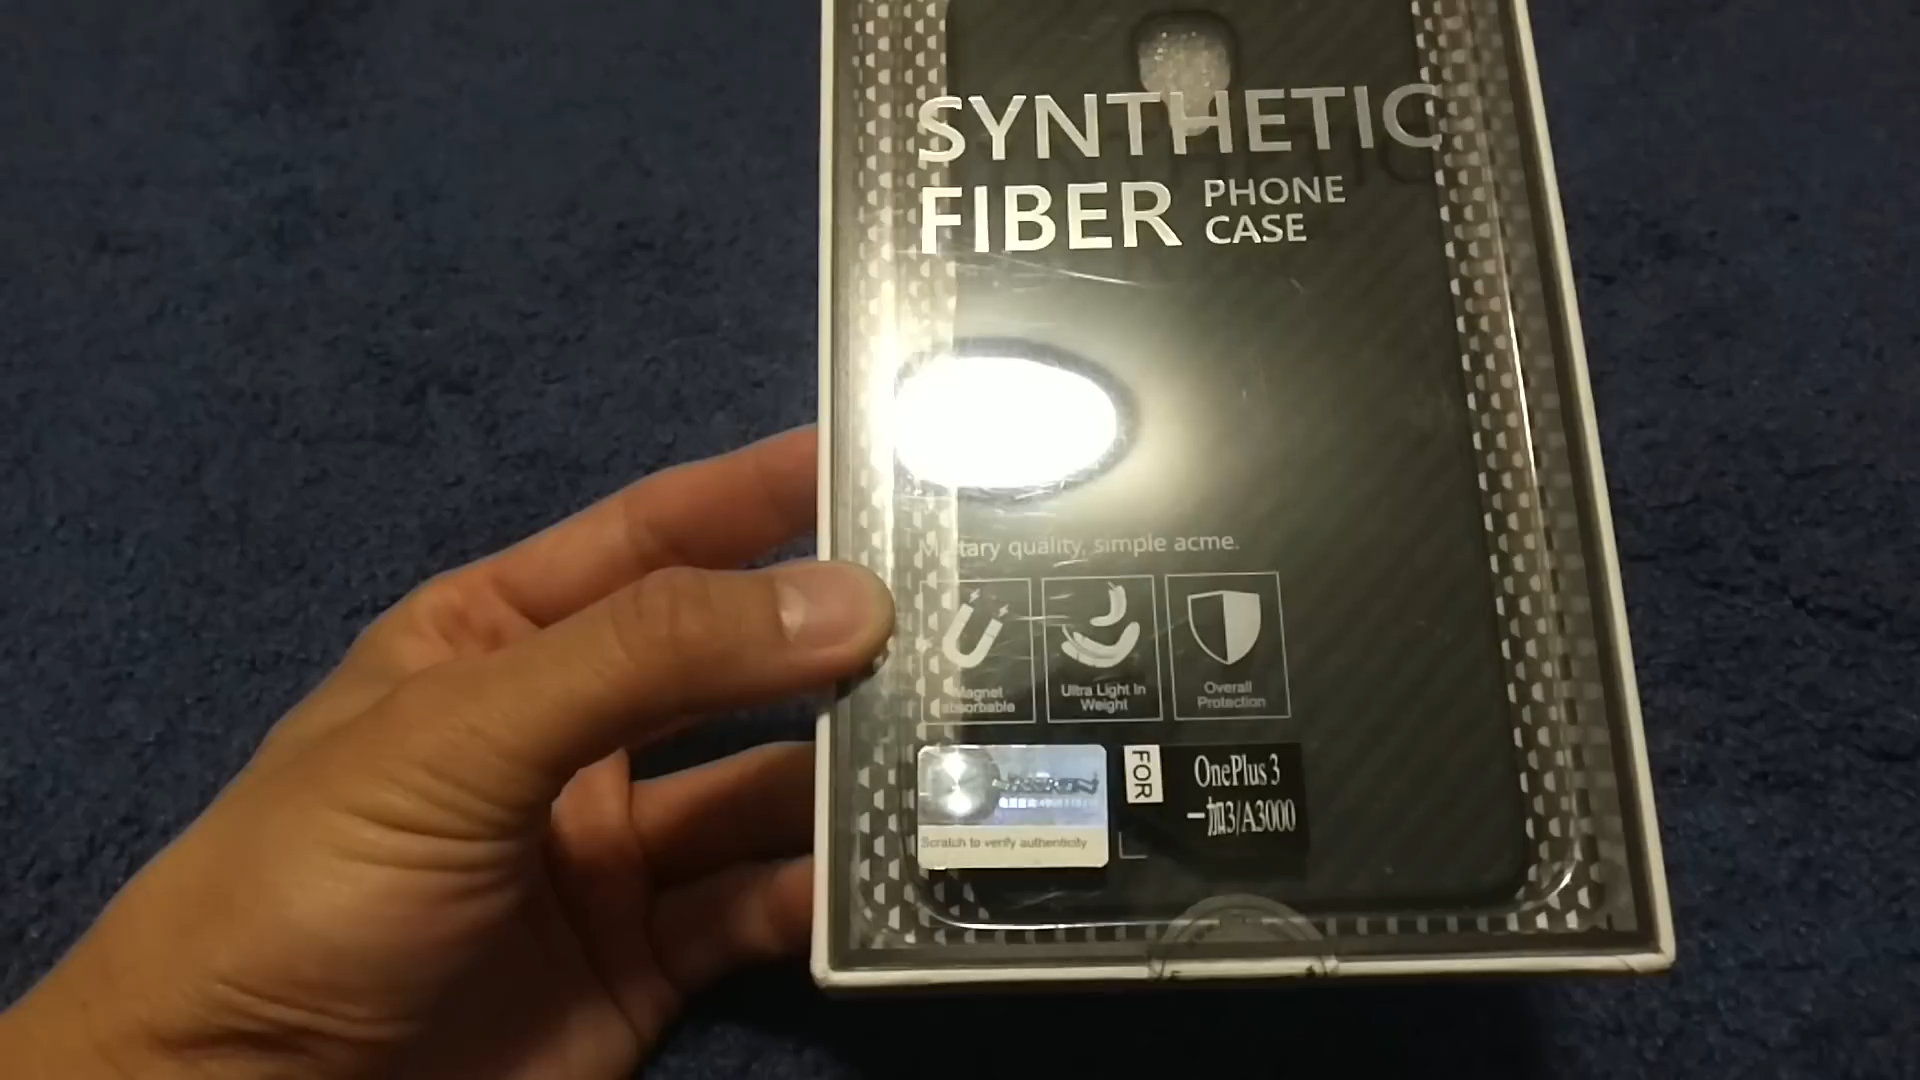 SYNTHETIC
FIBER PHONE
CASE
Military quality, simple acme.
Magnet
absorbable
Ultra Light In
Weight
Overall
Protection
Scratch to verify authenticity
FOR
OnePlus 3
一加3/A3000